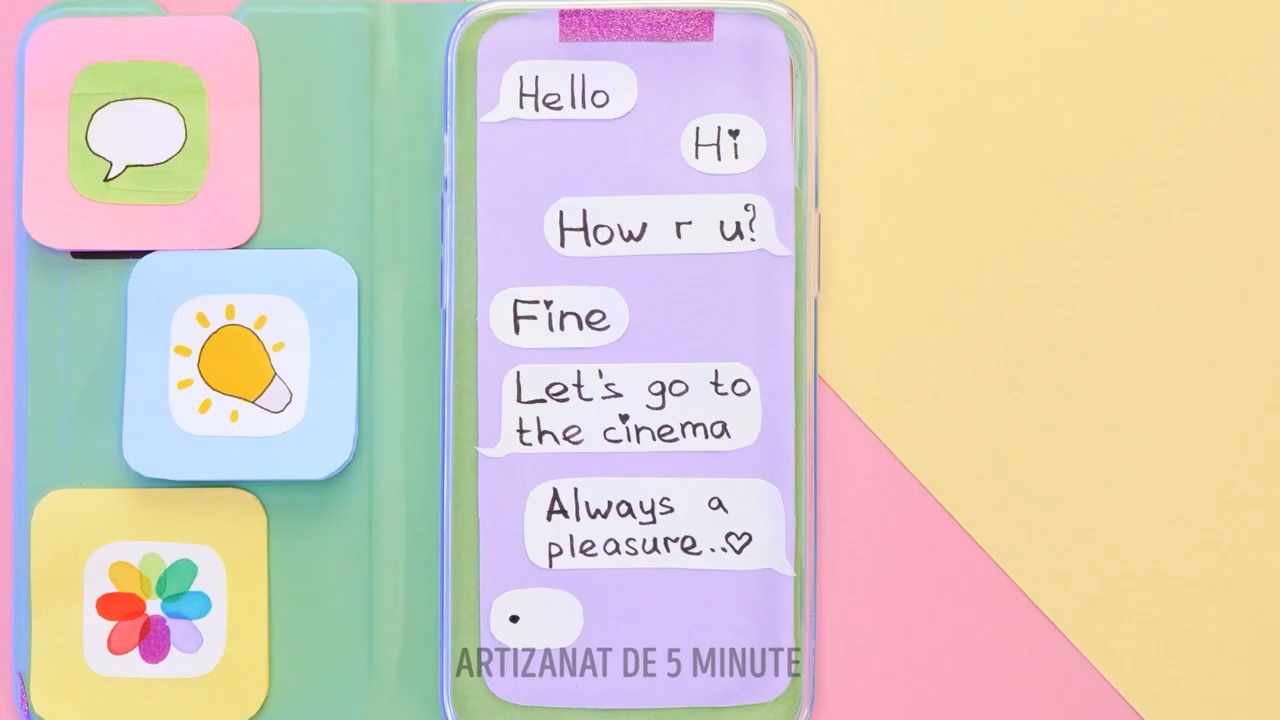 Hello
Hi
How r u?
Fine
Let's go to
the cinema
Always a
pleasure..♡
.
ARTIZANAT DE 5 MINUTE